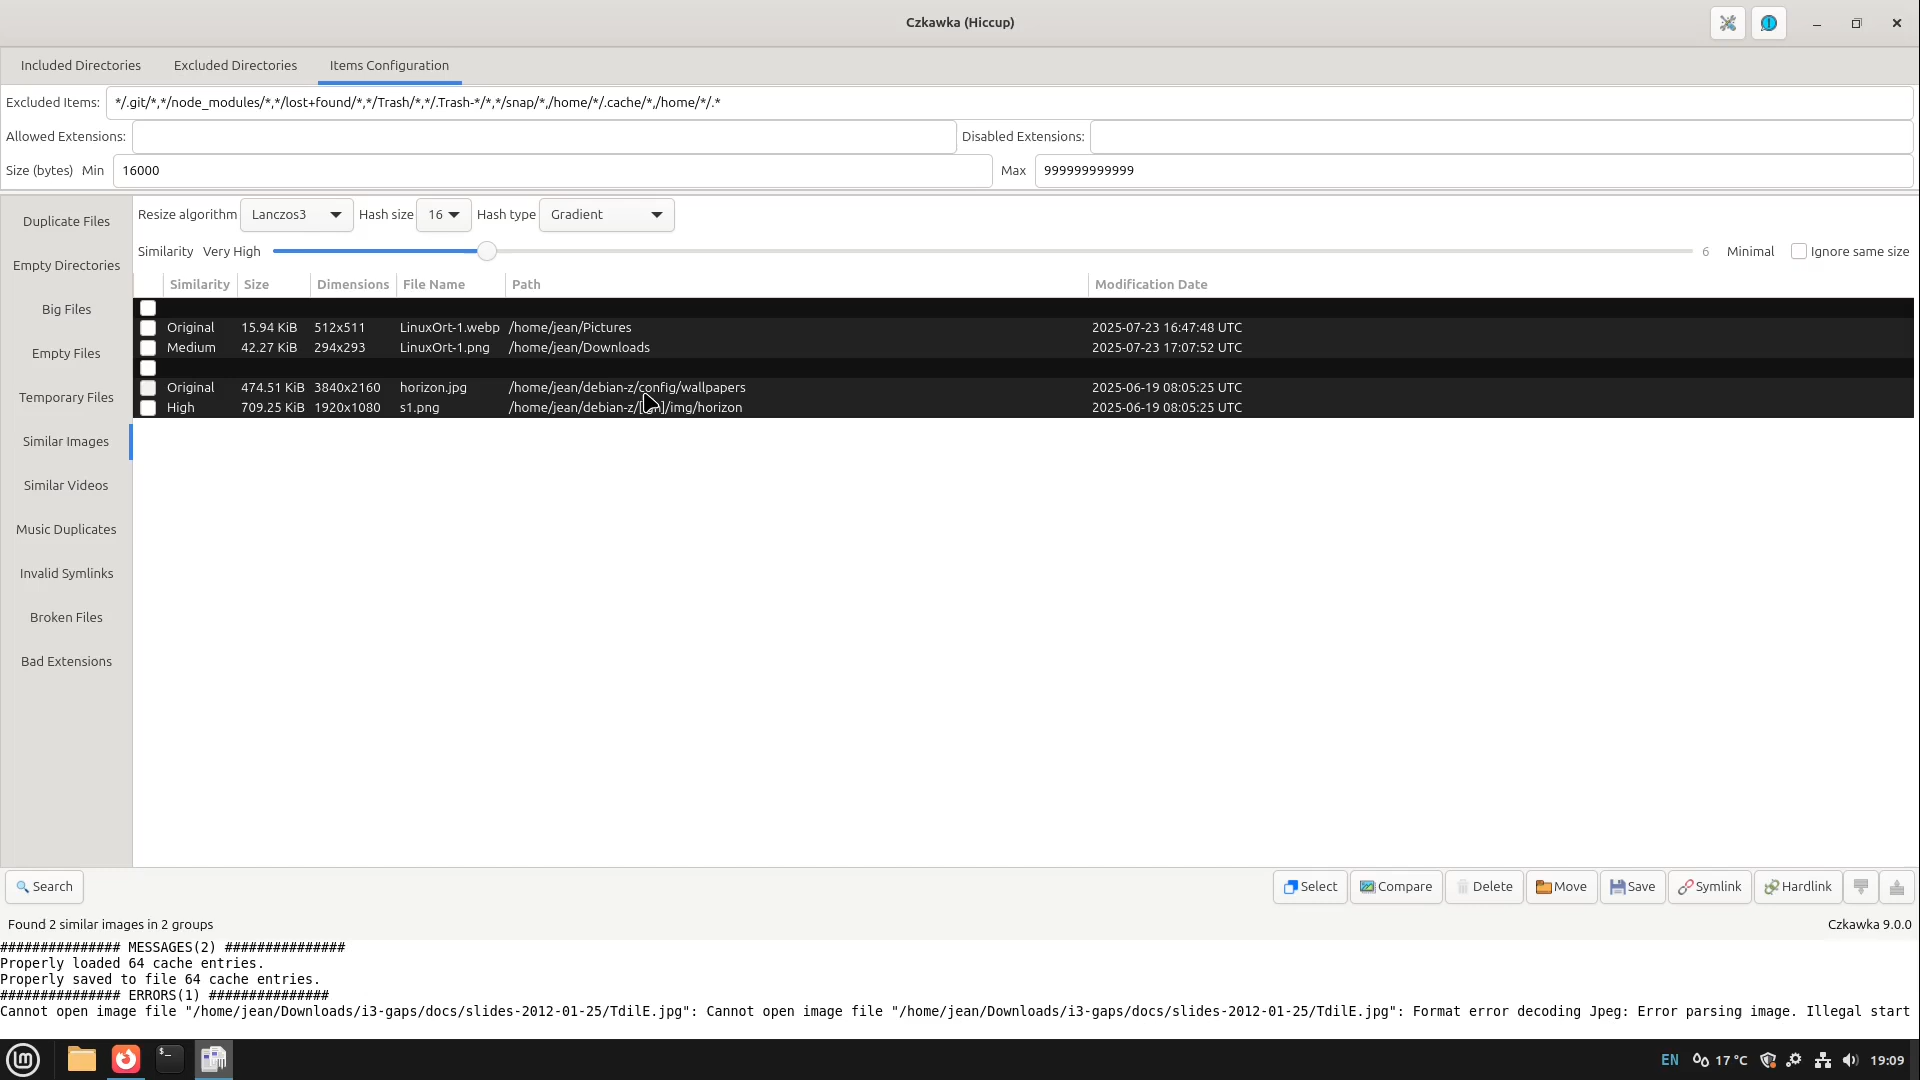 Czkawka (Hiccup)
Included Directories Excluded Directories Items Configuration
Excluded Items: */.git/*,*/node_modules/*,*/lost+found/*,*/Trash/*,*/.Trash-*/*,*/snap/*,/home/*/.cache/*,/home/*/.*
Allowed Extensions: Disabled Extensions:
Size (bytes) Min 16000 Max 999999999999
Duplicate Files
Empty Directories
Big Files
Empty Files
Temporary Files
Similar Images
Similar Videos
Music Duplicates
Invalid Symlinks
Broken Files
Bad Extensions
Resize algorithm Lanczos3 Hash size 16 Hash type Gradient
Similarity Very High 6 Minimal Ignore same size
Similarity Size Dimensions File Name Path Modification Date
Original 15.94 KiB 512x511 LinuxOrt-1.webp /home/jean/Pictures 2025-07-23 16:47:48 UTC
Medium 42.27 KiB 294x293 LinuxOrt-1.png /home/jean/Downloads 2025-07-23 17:07:52 UTC
Original 474.51 KiB 3840x2160 horizon.jpg /home/jean/debian-z/config/wallpapers 2025-06-19 08:05:25 UTC
High 709.25 KiB 1920x1080 s1.png /home/jean/debian-z/ /img/horizon 2025-06-19 08:05:25 UTC
Search Select Compare Delete Move Save Symlink Hardlink
Found 2 similar images in 2 groups Czkawka 9.0.0
############### MESSAGES(2) ###############
Properly loaded 64 cache entries.
Properly saved to file 64 cache entries.
############### ERRORS(1) ###############
Cannot open image file "/home/jean/Downloads/i3-gaps/docs/slides-2012-01-25/TdilE.jpg": Cannot open image file "/home/jean/Downloads/i3-gaps/docs/slides-2012-01-25/TdilE.jpg": Format error decoding Jpeg: Error parsing image. Illegal start
EN 17 °C 19:09